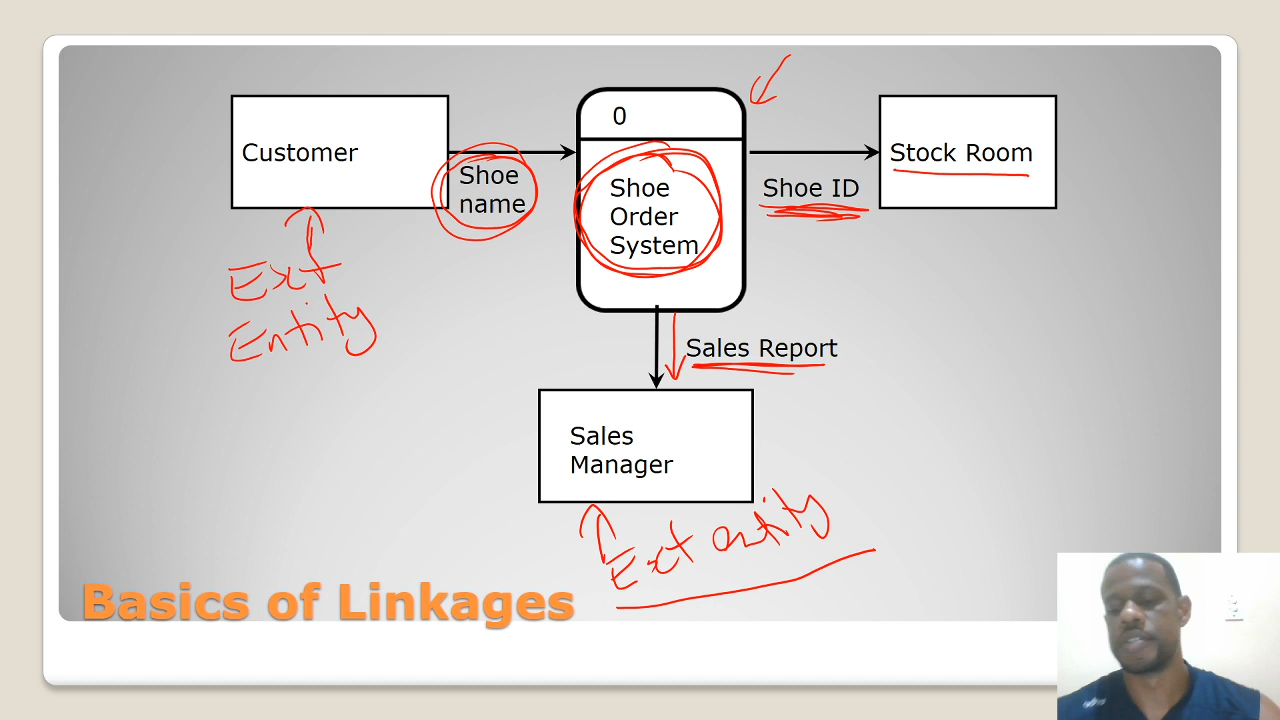 0
Customer
Shoe
name
Shoe
Order
System
Shoe ID
Stock Room
Ext
Entity
Sales Report
Sales
Manager
Ext entity
Basics of Linkages